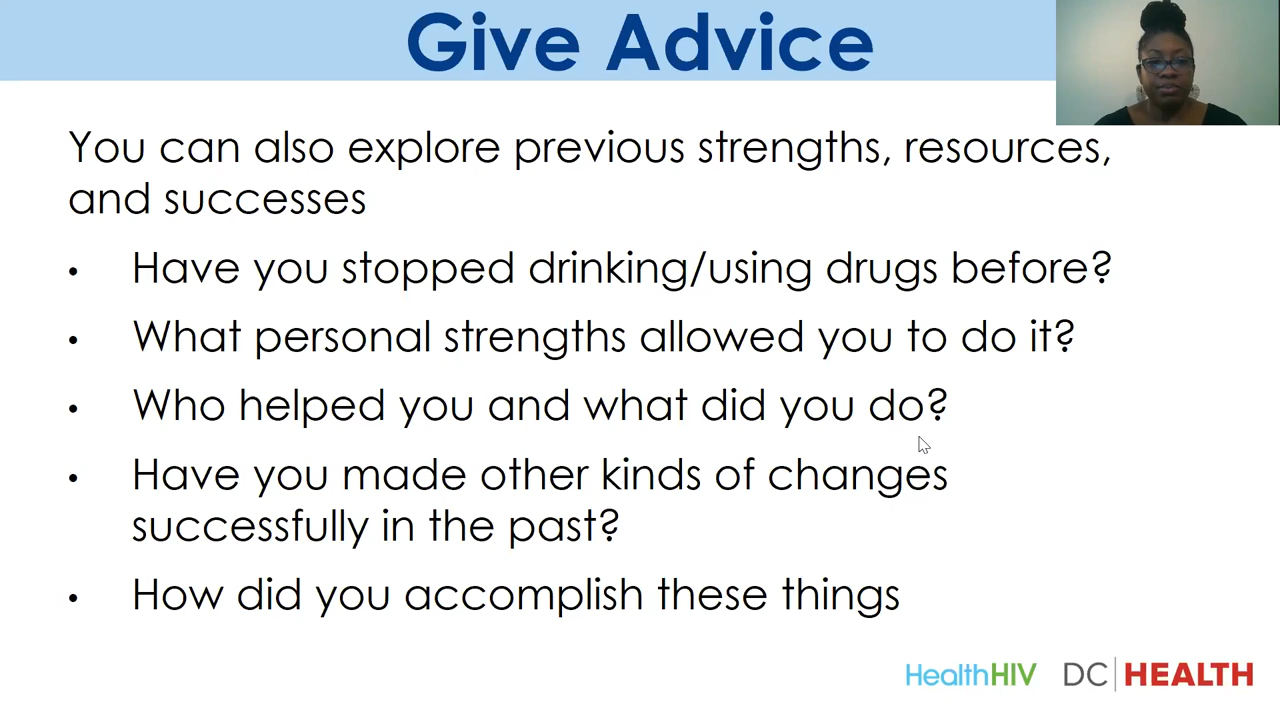 Give Advice
You can also explore previous strengths, resources,
and successes
• Have you stopped drinking/using drugs before?
• What personal strengths allowed you to do it?
• Who helped you and what did you do?
• Have you made other kinds of changes
successfully in the past?
• How did you accomplish these things
HealthHIV DC | HEALTH